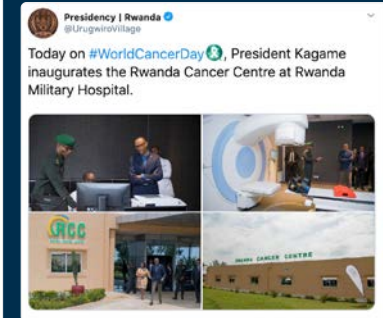 Presidency | Rwanda
@UrugwiroVillage
Today on #WorldCancerDay, President Kagame
inaugurates the Rwanda Cancer Centre at Rwanda
Military Hospital.
RCC
RWANDA CANCER CENTRE